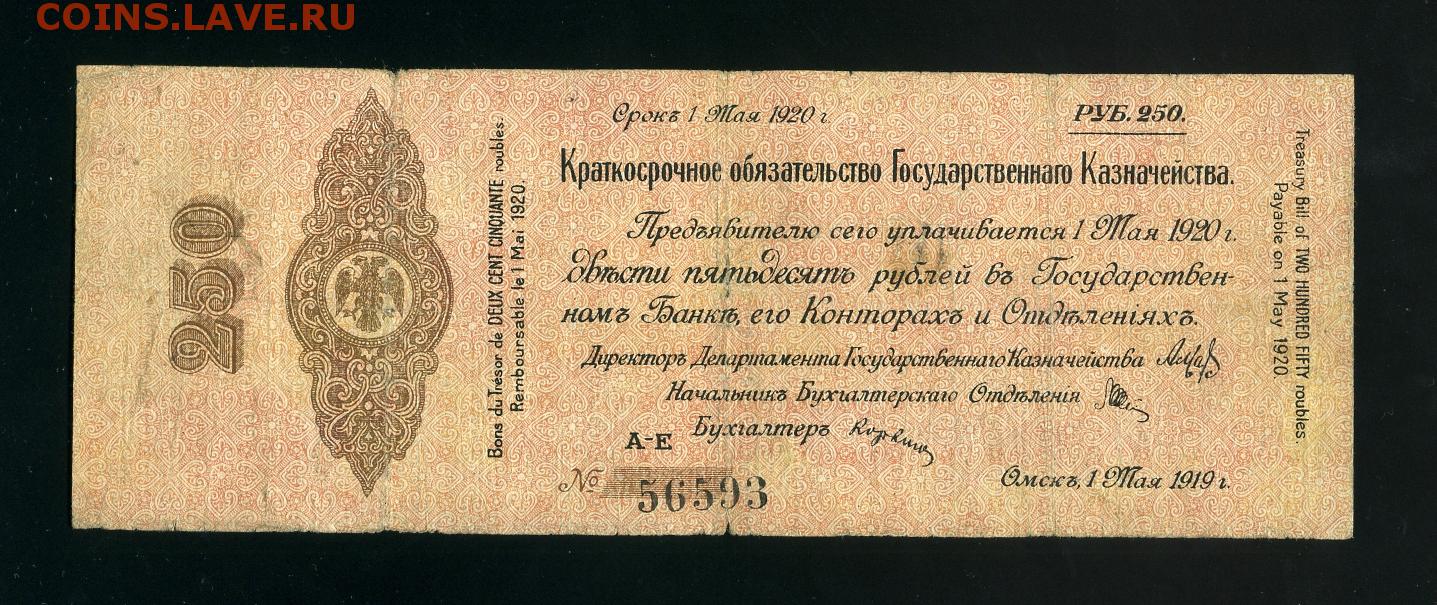 COINS.LAVE.RU
250
Bons du Trésor de DEUX CENT CINQUANTE roubles.
Remboursable le 1 Mai 1920.
Срокъ 1 Мая 1920 г.
РУБ. 250.
Краткосрочное обязательство Государственнаго Казначейства.
Предъявителю сего уплачивается 1 Мая 1920 г.
двѣсти пятьдесятъ рублей въ Государствен-
номъ Банкѣ, его Конторахъ и Отдѣленіяхъ.
Директоръ Департамента Государственнаго Казначейства
Начальникъ Бухгалтерскаго Отдѣленія
Бухгалтеръ
А-Е
№ 56593
Омскъ, 1 Мая 1919 г.
Treasury Bill of TWO HUNDRED FIFTY roubles.
Payable on 1 May 1920.